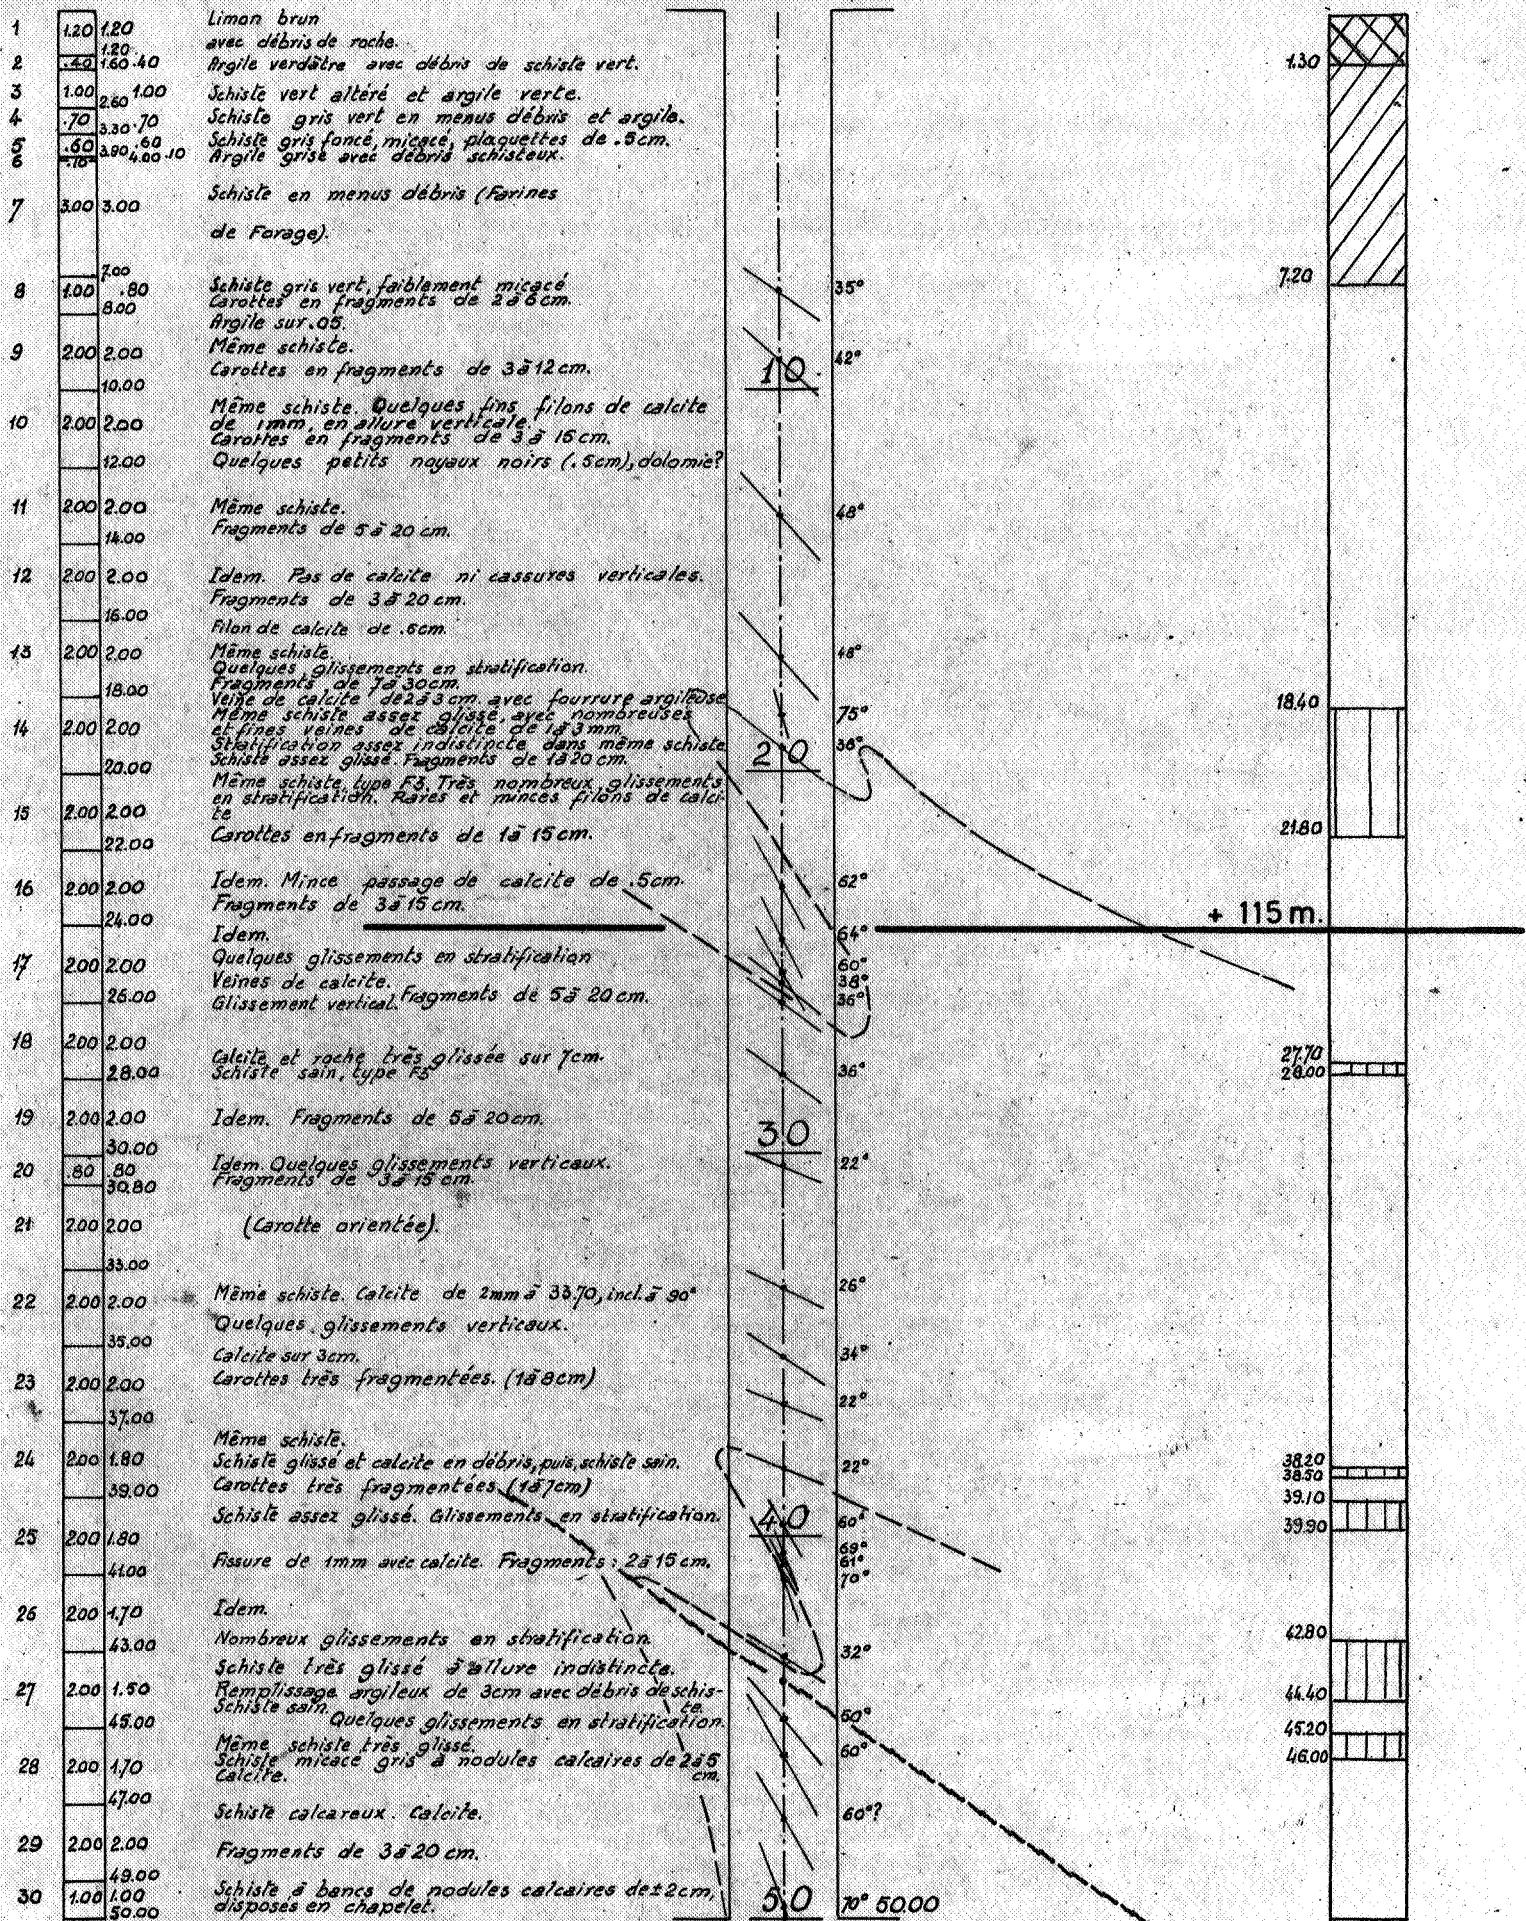 1 1.20 1.20 Limon brun
avec débris de roche.
1.20
2 .40 1.60 .40 Argile verdâtre avec débris de schiste vert. 1.30
3 1.00 1.00 Schiste vert altéré et argile verte.
2.60
4 .70 .70 Schiste gris vert en menus débris et argile.
3.30
5 .60 .60 Schiste gris foncé, micacé, plaquettes de .5cm.
6 .10 3.90 4.00 .10 Argile grise avec débris schisteux.
Schiste en menus débris (Farines
7 3.00 3.00
de Forage).
7.00 7.20
8 1.00 .80 Schiste gris vert, faiblement micacé 35°
Carottes en fragments de 2 à 6cm.
8.00
Argile sur .05.
9 2.00 2.00 Même schiste. 42°
Carottes en fragments de 3 à 12cm. 10
10.00
Même schiste. Quelques fins filons de calcite
10 2.00 2.00 de 1mm, en allure verticale.
Carottes en fragments de 3 à 16cm.
12.00 Quelques petits noyaux noirs (.5cm), dolomie?
11 2.00 2.00 Même schiste. 48°
Fragments de 5 à 20 cm.
14.00
12 2.00 2.00 Idem. Pas de calcite ni cassures verticales.
Fragments de 3 à 20 cm.
16.00
Filon de calcite de .6cm.
13 2.00 2.00 Même schiste. 48°
Quelques glissements en stratification.
Fragments de 7 à 30cm.
18.00 Veine de calcite de 2 à 3 cm. avec fourrure argileuse 18.40
Même schiste assez glissé, avec nombreuses 75°
14 2.00 2.00 et fines veines de calcite de 1 à 3mm.
Stratification assez indistincte dans même schiste 20 36°
Schiste assez glissé. Fragments de 1 à 20 cm.
20.00
Même schiste, type F3. Très nombreux glissements
en stratification. Rares et minces filons de calci-
15 2.00 2.00 te
Carottes en fragments de 1 à 15cm. 21.80
22.00
16 2.00 2.00 Idem. Mince passage de calcite de .5cm. 62°
Fragments de 3 à 15 cm.
24.00 + 115 m.
Idem. 64°
17 2.00 2.00 Quelques glissements en stratification 60°
Veines de calcite. 38°
26.00 Glissement vertical. Fragments de 5 à 20 cm. 36°
18 2.00 2.00
Calcite et roche très glissée sur 7cm. 27.70
28.00 Schiste sain, type F3 36° 28.00
19 2.00 2.00 Idem. Fragments de 5 à 20cm.
30.00 30
20 .80 .80 Idem. Quelques glissements verticaux. 22°
30.80 Fragments de 3 à 15 cm.
21 2.00 2.00 (Carotte orientée).
33.00
26°
22 2.00 2.00 Même schiste. Calcite de 2mm à 33.70, incl. à 90°
Quelques glissements verticaux.
35.00
Calcite sur 3cm. 34°
23 2.00 2.00 Carottes très fragmentées. (1 à 8cm)
22°
37.00
Même schiste.
24 2.00 1.80 Schiste glissé et calcite en débris, puis, schiste sain. 22° 38.20
38.50
39.00 Carottes très fragmentées (1 à 7cm) 39.10
Schiste assez glissé. Glissements en stratification. 40 60° 39.90
25 2.00 1.80
69°
Fissure de 1mm avec calcite. Fragments : 2 à 15 cm. 61°
41.00 70°
26 2.00 1.70 Idem.
43.00 Nombreux glissements en stratification. 32° 42.80
Schiste très glissé à allure indistincte.
27 2.00 1.50 Remplissage argileux de 3cm avec débris de schis-
te. 44.40
Schiste sain. Quelques glissements en stratification. 50°
45.00 45.20
Même schiste très glissé. 60°
28 2.00 1.70 Schiste micacé gris à nodules calcaires de 2 à 5 46.00
cm.
Calcite.
47.00
Schiste calcareux. Calcite. 60°?
29 2.00 2.00 Fragments de 3 à 20 cm.
49.00
30 1.00 1.00 Schiste à bancs de nodules calcaires de ±2cm,
50.00 disposés en chapelet. 50 70° 50.00